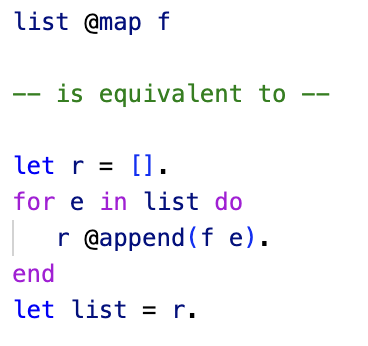 list @map f
-- is equivalent to --
let r = [].
for e in list do
r @append(f e).
end
let list = r.